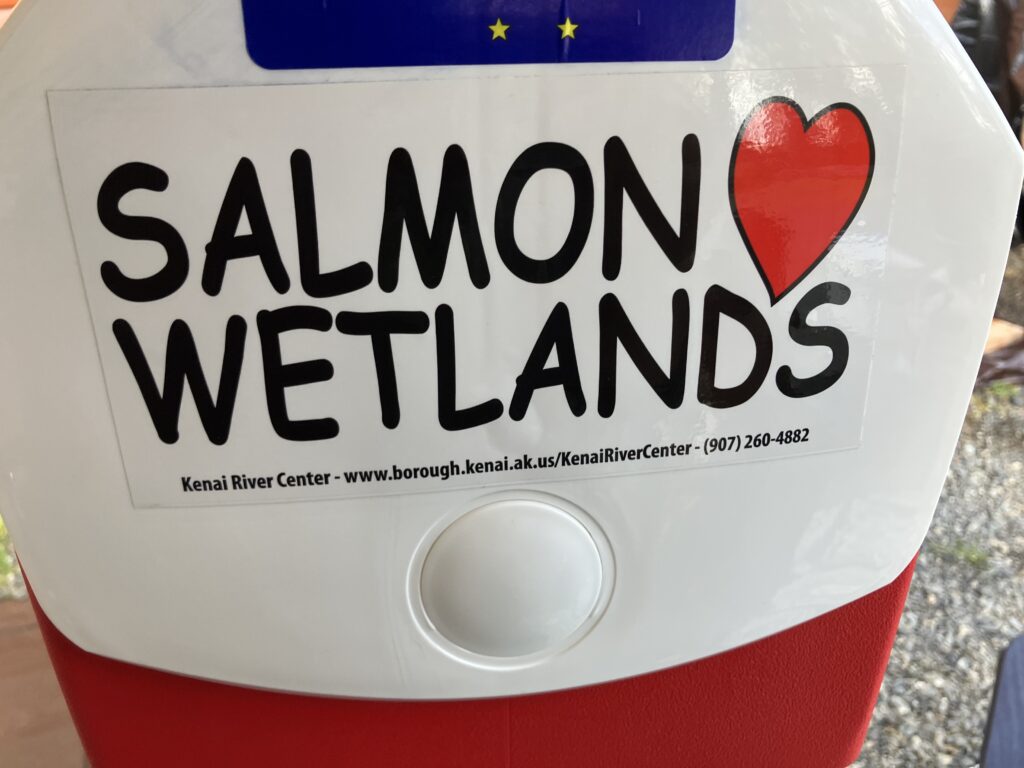 SALMON
WETLANDS
Kenai River Center - www.borough.kenai.ak.us/KenaiRiverCenter - (907) 260-4882